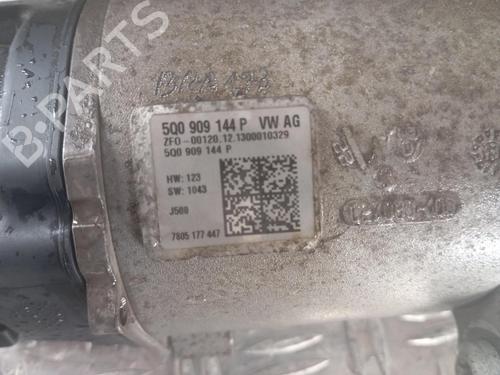 5Q0 909 144 P VW AG
ZFO-00120.12.1300010329
5Q0 909 144 P
HW: 123
SW: 1043
J500
7805 177 447
B-PARTS